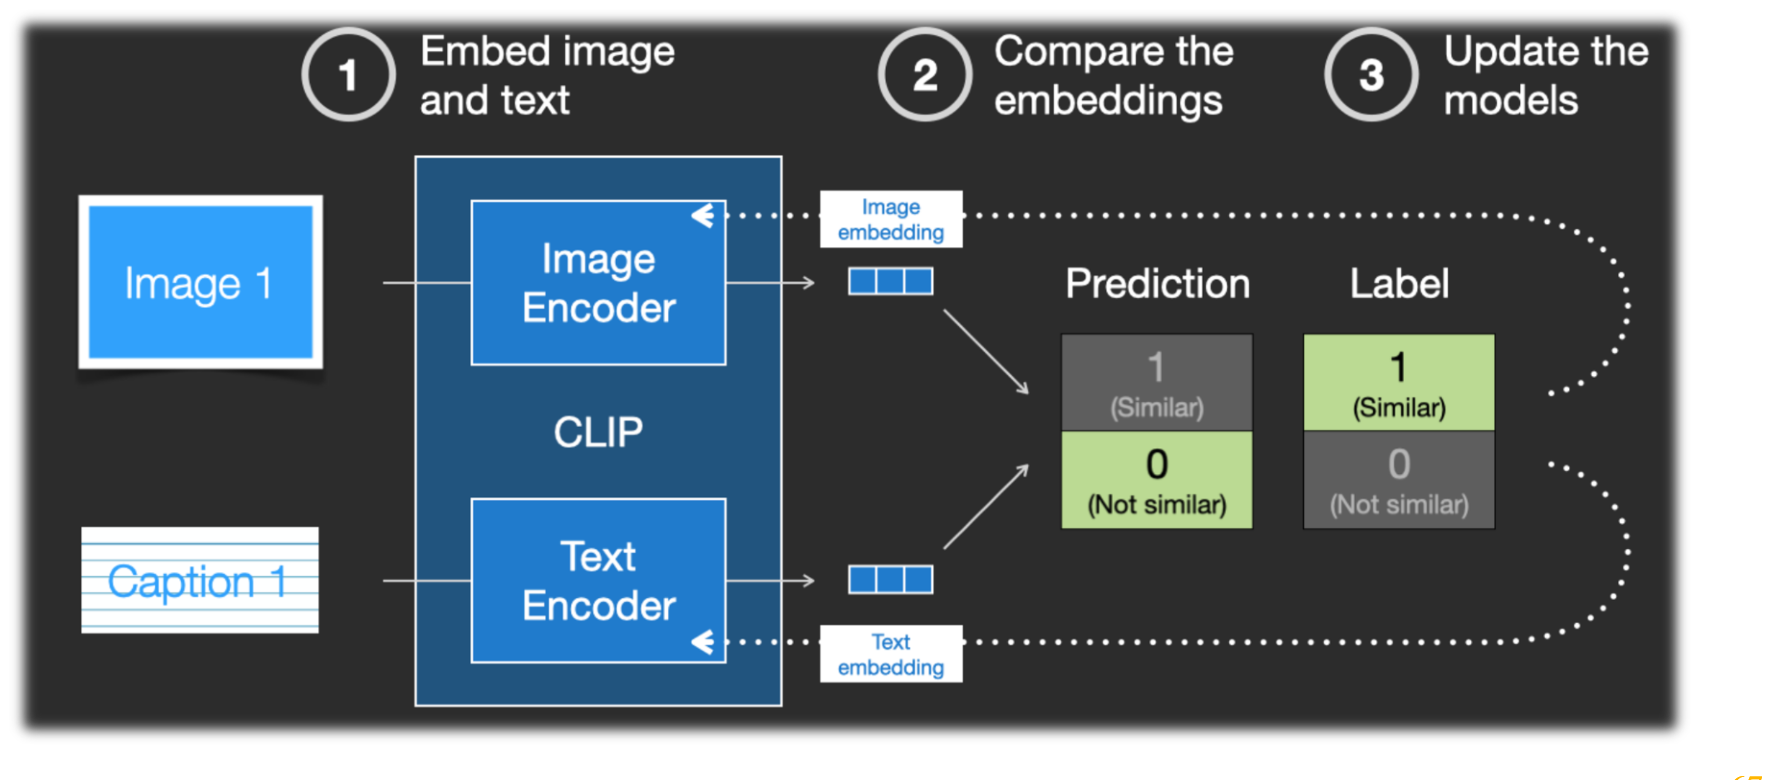 1
Embed image
and text
2
Compare the
embeddings
3
Update the
models
Image 1
Image
Encoder
CLIP
Caption 1
Text
Encoder
Image
embedding
Text
embedding
Prediction
1
(Similar)
0
(Not similar)
Label
1
(Similar)
0
(Not similar)